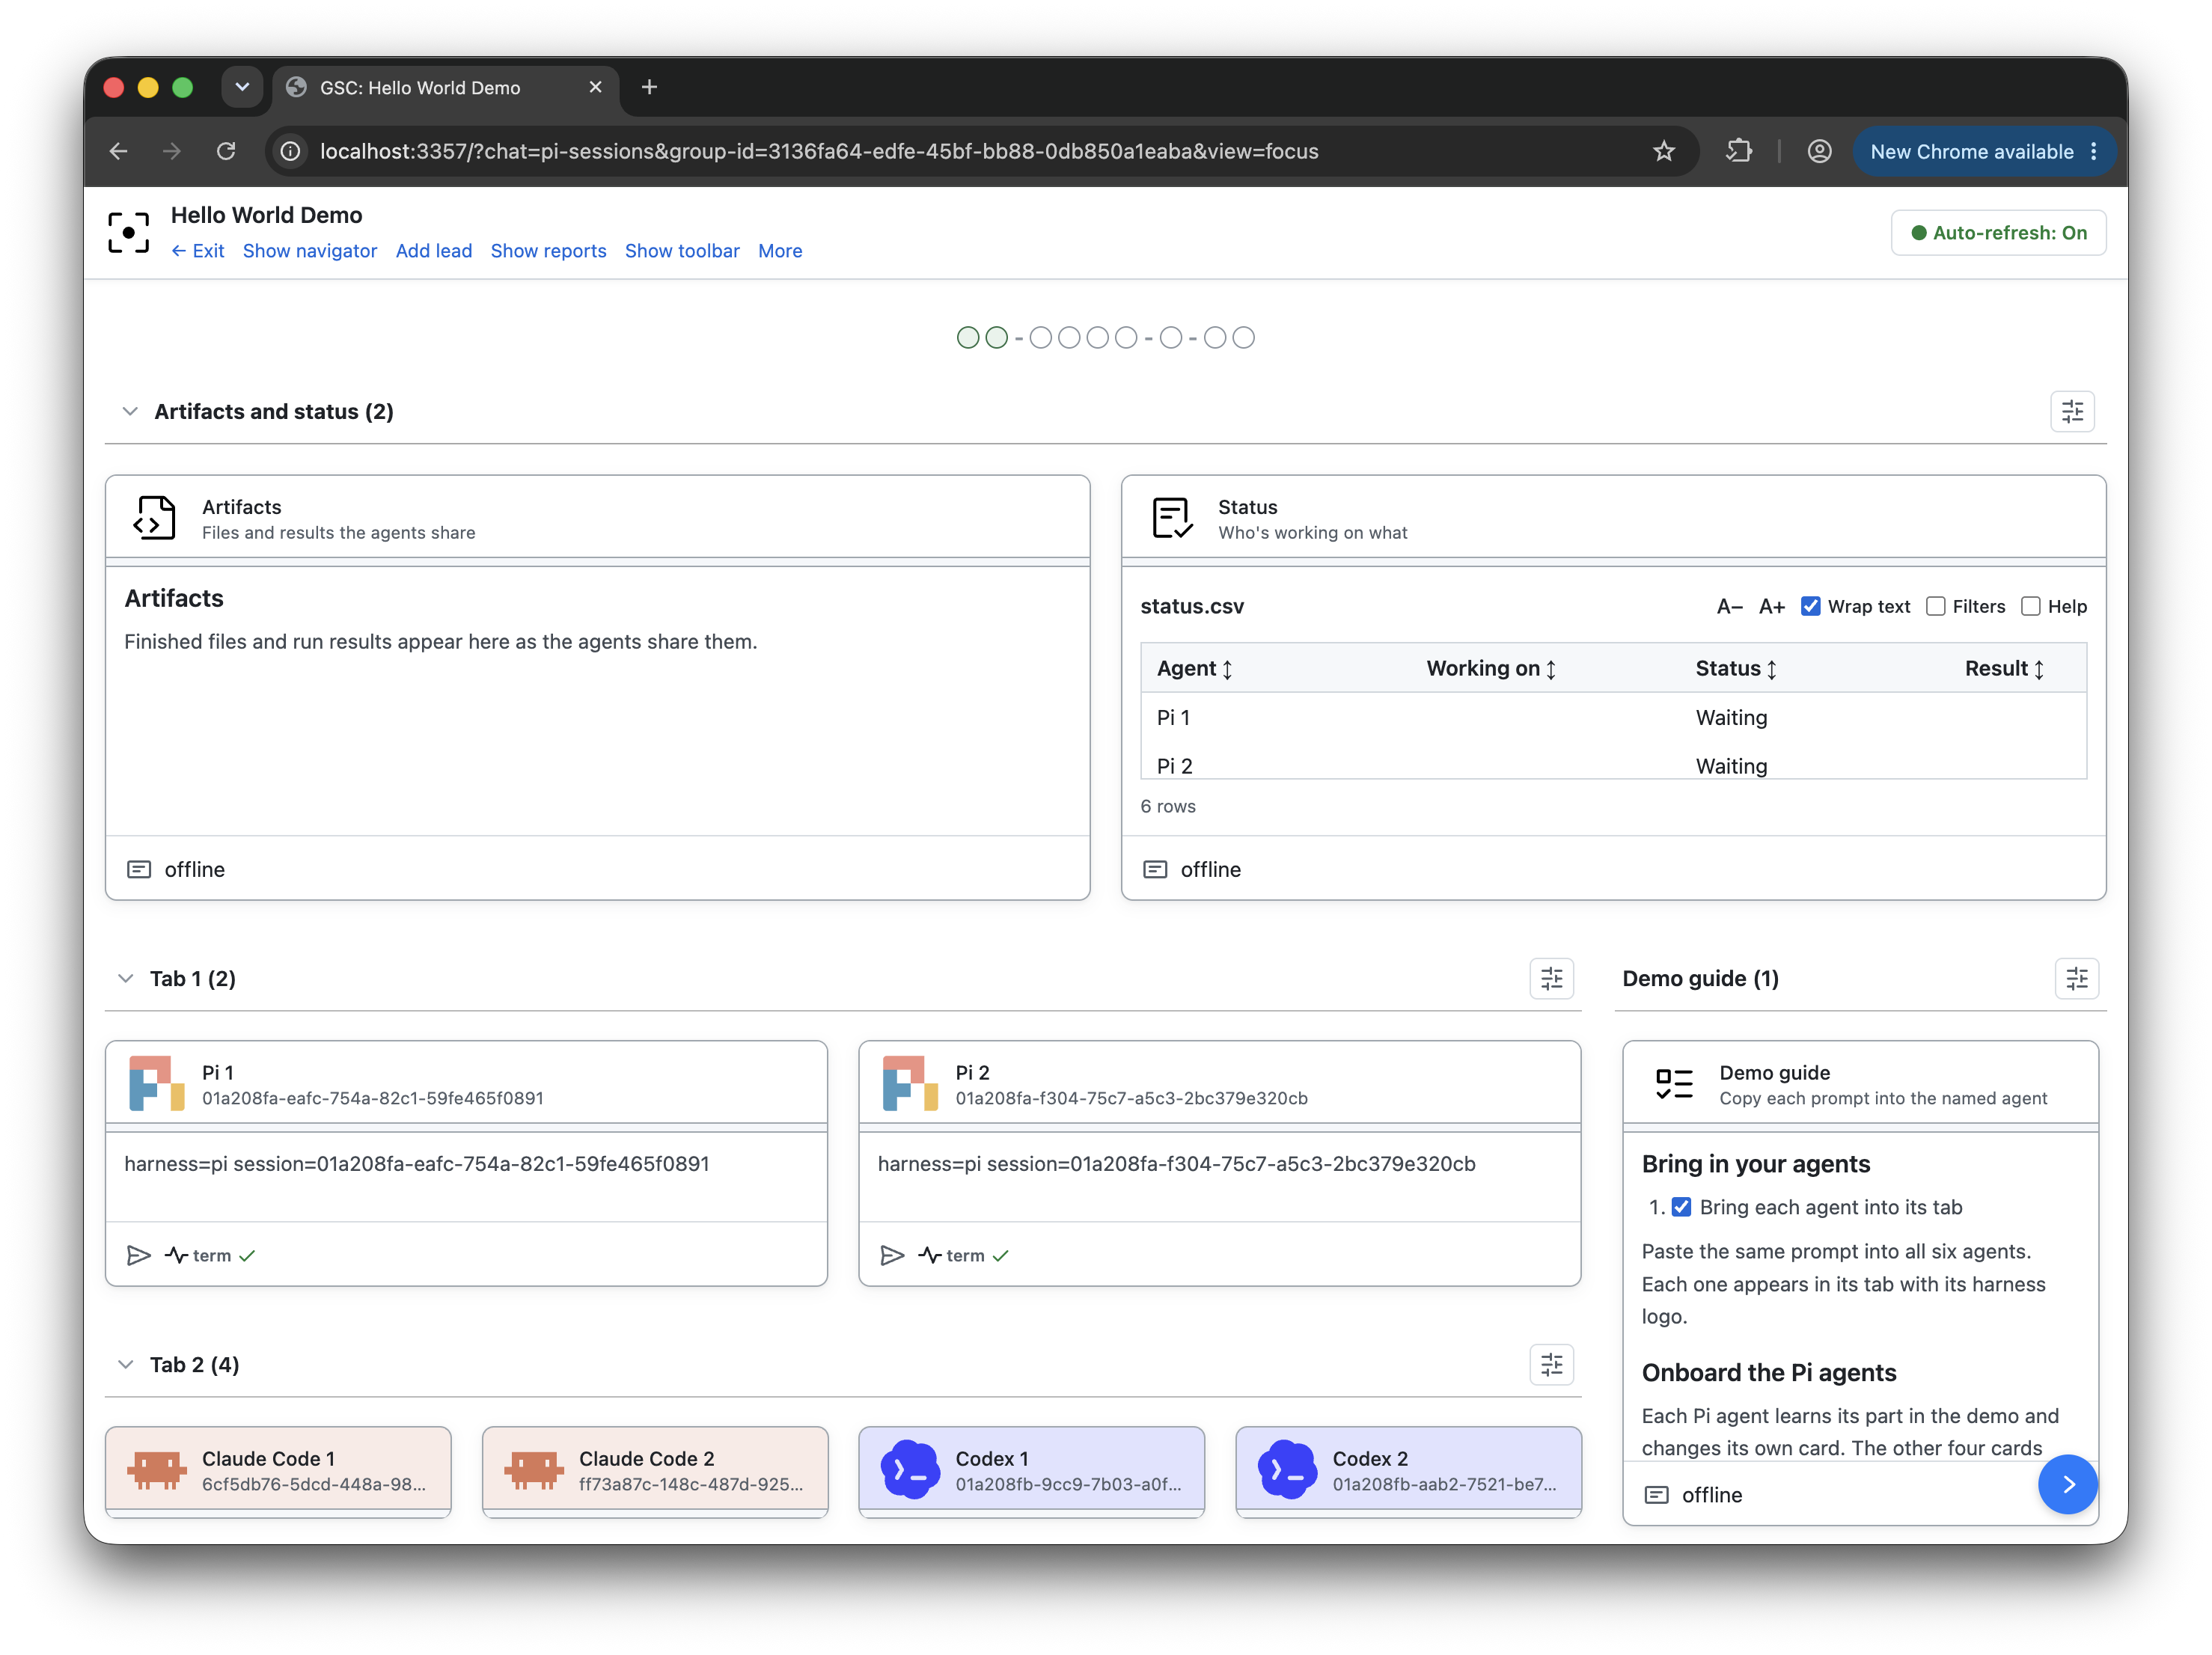 GSC: Hello World Demo
localhost:3357/?chat=pi-sessions&group-id=3136fa64-edfe-45bf-bb88-0db850a1eaba&view=focus
New Chrome available
Hello World Demo
← Exit Show navigator Add lead Show reports Show toolbar More
Auto-refresh: On
Artifacts and status (2)
Artifacts
Files and results the agents share
Artifacts
Finished files and run results appear here as the agents share them.
offline
Status
Who's working on what
status.csv
A− A+ Wrap text Filters Help
Agent Working on Status Result
Pi 1 Waiting
Pi 2 Waiting
6 rows
offline
Tab 1 (2)
Pi 1
01a208fa-eafc-754a-82c1-59fe465f0891
harness=pi session=01a208fa-eafc-754a-82c1-59fe465f0891
term
Pi 2
01a208fa-f304-75c7-a5c3-2bc379e320cb
harness=pi session=01a208fa-f304-75c7-a5c3-2bc379e320cb
term
Tab 2 (4)
Claude Code 1
6cf5db76-5dcd-448a-98...
Claude Code 2
ff73a87c-148c-487d-925...
Codex 1
01a208fb-9cc9-7b03-a0f...
Codex 2
01a208fb-aab2-7521-be7...
Demo guide (1)
Demo guide
Copy each prompt into the named agent
Bring in your agents
1. Bring each agent into its tab
Paste the same prompt into all six agents.
Each one appears in its tab with its harness
logo.
Onboard the Pi agents
Each Pi agent learns its part in the demo and
changes its own card. The other four cards
offline